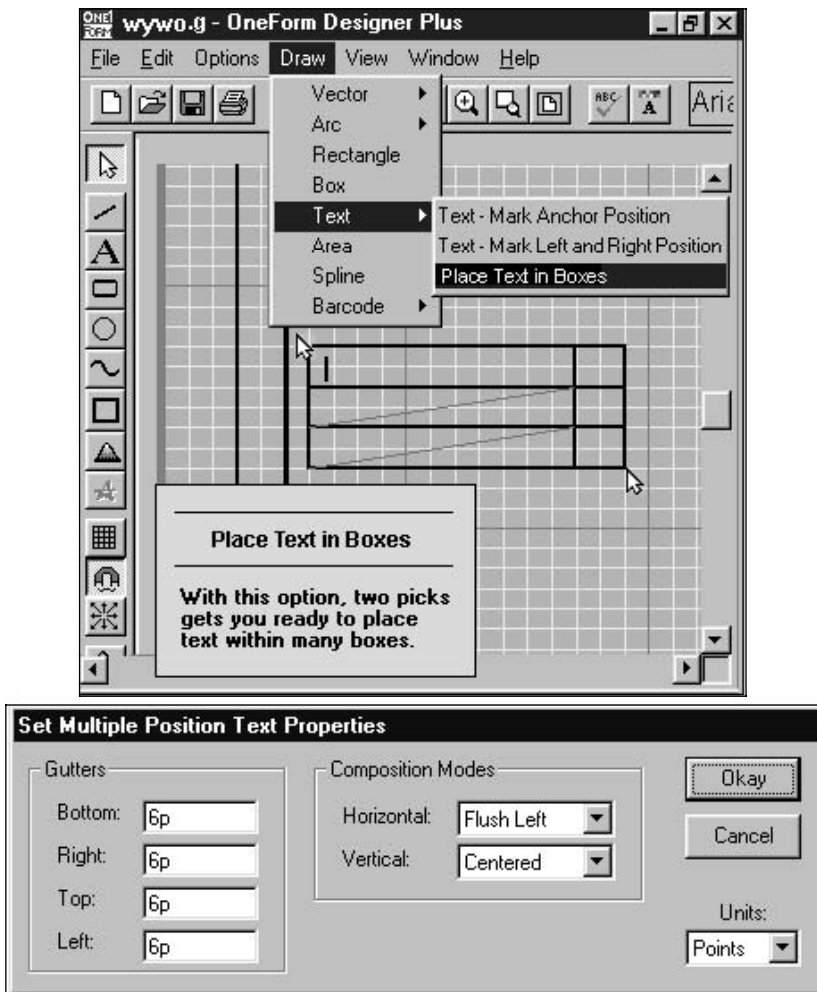 ONE! FORM wywo.g - OneForm Designer Plus
File Edit Options Draw View Window Help
ABC A Aria
Vector
Arc
Rectangle
Box
Text
Area
Spline
Barcode
Text - Mark Anchor Position
Text - Mark Left and Right Position
Place Text in Boxes
A
Place Text in Boxes
With this option, two picks
gets you ready to place
text within many boxes.
Set Multiple Position Text Properties
Gutters
Bottom: 6p
Right: 6p
Top: 6p
Left: 6p
Composition Modes
Horizontal: Flush Left
Vertical: Centered
Okay
Cancel
Units:
Points